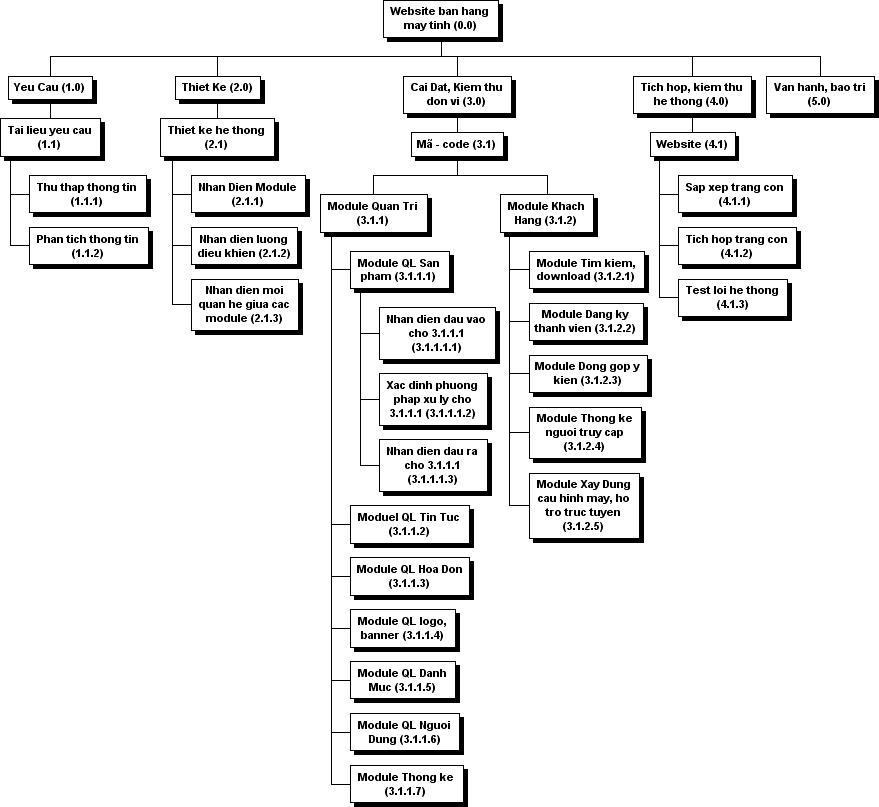 Website ban hang
may tinh (0.0)
Yeu Cau (1.0)
Thiet Ke (2.0)
Cai Dat, Kiem thu
don vi (3.0)
Tich hop, kiem thu
he thong (4.0)
Van hanh, bao tri
(5.0)
Tai lieu yeu cau
(1.1)
Thu thap thong tin
(1.1.1)
Phan tich thong tin
(1.1.2)
Thiet ke he thong
(2.1)
Nhan Dien Module
(2.1.1)
Nhan dien luong
dieu khien (2.1.2)
Nhan dien moi
quan he giua cac
module (2.1.3)
Mã - code (3.1)
Module Quan Tri
(3.1.1)
Module QL San
pham (3.1.1.1)
Nhan dien dau vao
cho 3.1.1.1
(3.1.1.1.1)
Xac dinh phuong
phap xu ly cho
3.1.1.1 (3.1.1.1.2)
Nhan dien dau ra
cho 3.1.1.1
(3.1.1.1.3)
Moduel QL Tin Tuc
(3.1.1.2)
Module QL Hoa Don
(3.1.1.3)
Module QL logo,
banner (3.1.1.4)
Module QL Danh
Muc (3.1.1.5)
Module QL Nguoi
Dung (3.1.1.6)
Module Thong ke
(3.1.1.7)
Module Khach
Hang (3.1.2)
Module Tim kiem,
download (3.1.2.1)
Module Dang ky
thanh vien (3.1.2.2)
Module Dong gop y
kien (3.1.2.3)
Module Thong ke
nguoi truy cap
(3.1.2.4)
Module Xay Dung
cau hinh may, ho
tro truc tuyen
(3.1.2.5)
Website (4.1)
Sap xep trang con
(4.1.1)
Tich hop trang con
(4.1.2)
Test loi he thong
(4.1.3)